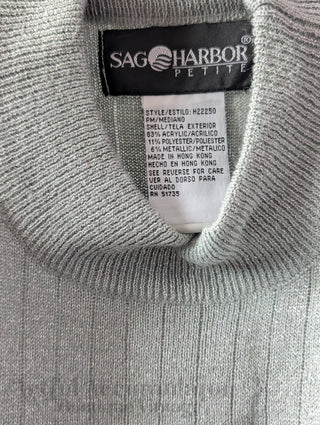 SAG HARBOR®
PETITE
STYLE/ESTILO: H22250
PM/MEDIANO
SHELL/TELA EXTERIOR
83% ACRYLIC/ACRILICO
11% POLYESTER/POLIESTER
6% METALLIC/METALICO
MADE IN HONG KONG
HECHO EN HONG KONG
SEE REVERSE FOR CARE
VER AL DORSO PARA
CUIDADO
RN 51735